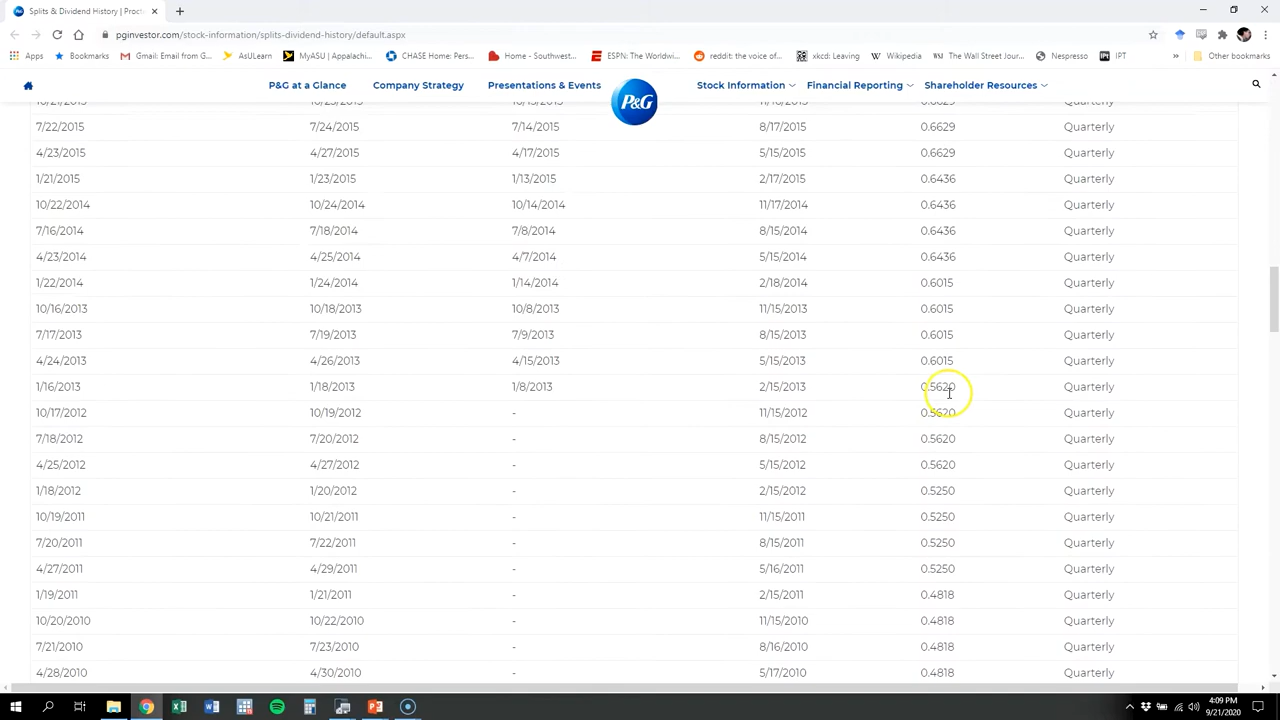 Splits & Dividend History | Proct
pginvestor.com/stock-information/splits-dividend-history/default.aspx
Apps Bookmarks Gmail: Email from G... AsULearn MyASU | Appalachi... CHASE Home: Pers... Home - Southwest... ESPN: The Worldwi... reddit: the voice of... xkcd: Leaving Wikipedia The Wall Street Jour... Nespresso IPT Other bookmarks
P&G at a Glance Company Strategy Presentations & Events P&G Stock Information Financial Reporting Shareholder Resources
7/22/2015 7/24/2015 7/14/2015 8/17/2015 0.6629 Quarterly
4/23/2015 4/27/2015 4/17/2015 5/15/2015 0.6629 Quarterly
1/21/2015 1/23/2015 1/13/2015 2/17/2015 0.6436 Quarterly
10/22/2014 10/24/2014 10/14/2014 11/17/2014 0.6436 Quarterly
7/16/2014 7/18/2014 7/8/2014 8/15/2014 0.6436 Quarterly
4/23/2014 4/25/2014 4/7/2014 5/15/2014 0.6436 Quarterly
1/22/2014 1/24/2014 1/14/2014 2/18/2014 0.6015 Quarterly
10/16/2013 10/18/2013 10/8/2013 11/15/2013 0.6015 Quarterly
7/17/2013 7/19/2013 7/9/2013 8/15/2013 0.6015 Quarterly
4/24/2013 4/26/2013 4/15/2013 5/15/2013 0.6015 Quarterly
1/16/2013 1/18/2013 1/8/2013 2/15/2013 0.5620 Quarterly
10/17/2012 10/19/2012 - 11/15/2012 0.5620 Quarterly
7/18/2012 7/20/2012 - 8/15/2012 0.5620 Quarterly
4/25/2012 4/27/2012 - 5/15/2012 0.5620 Quarterly
1/18/2012 1/20/2012 - 2/15/2012 0.5250 Quarterly
10/19/2011 10/21/2011 - 11/15/2011 0.5250 Quarterly
7/20/2011 7/22/2011 - 8/15/2011 0.5250 Quarterly
4/27/2011 4/29/2011 - 5/16/2011 0.5250 Quarterly
1/19/2011 1/21/2011 - 2/15/2011 0.4818 Quarterly
10/20/2010 10/22/2010 - 11/15/2010 0.4818 Quarterly
7/21/2010 7/23/2010 - 8/16/2010 0.4818 Quarterly
4/28/2010 4/30/2010 - 5/17/2010 0.4818 Quarterly
4:09 PM
9/21/2020